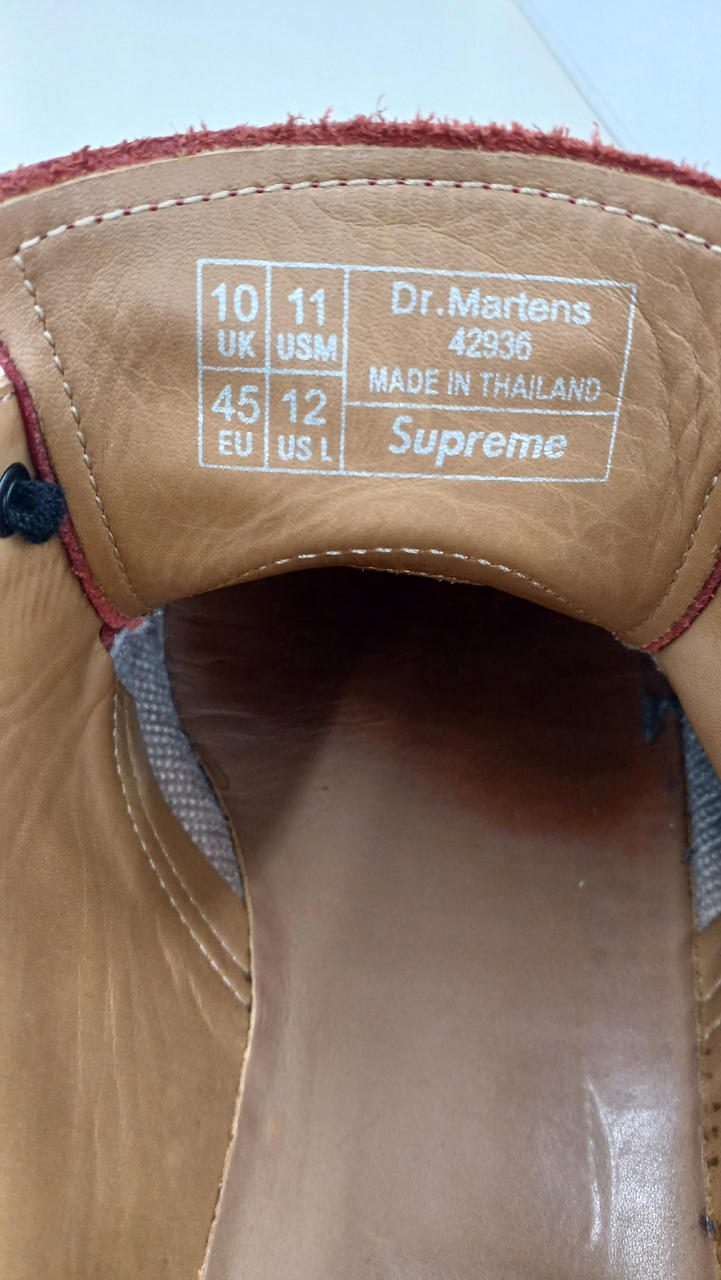 10 UK
11 USM
45 EU
12 US L
Dr.Martens
42936
MADE IN THAILAND
Supreme